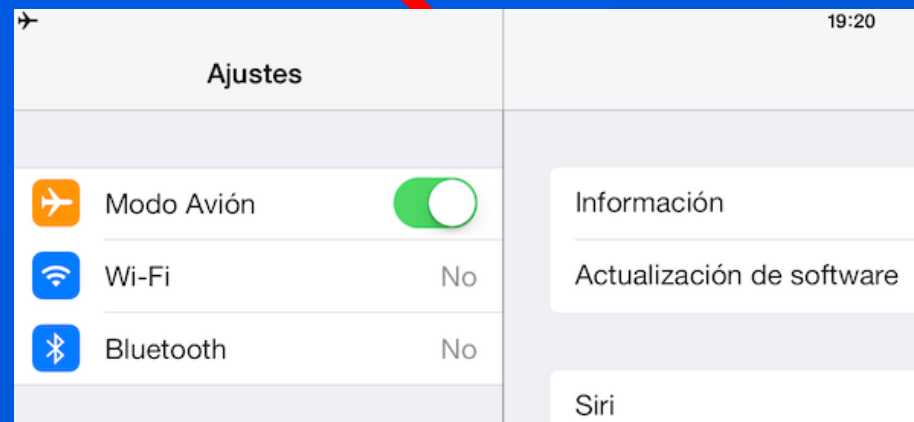 19:20
Ajustes
Modo Avión
Wi-Fi No
Bluetooth No
Información
Actualización de software
Siri